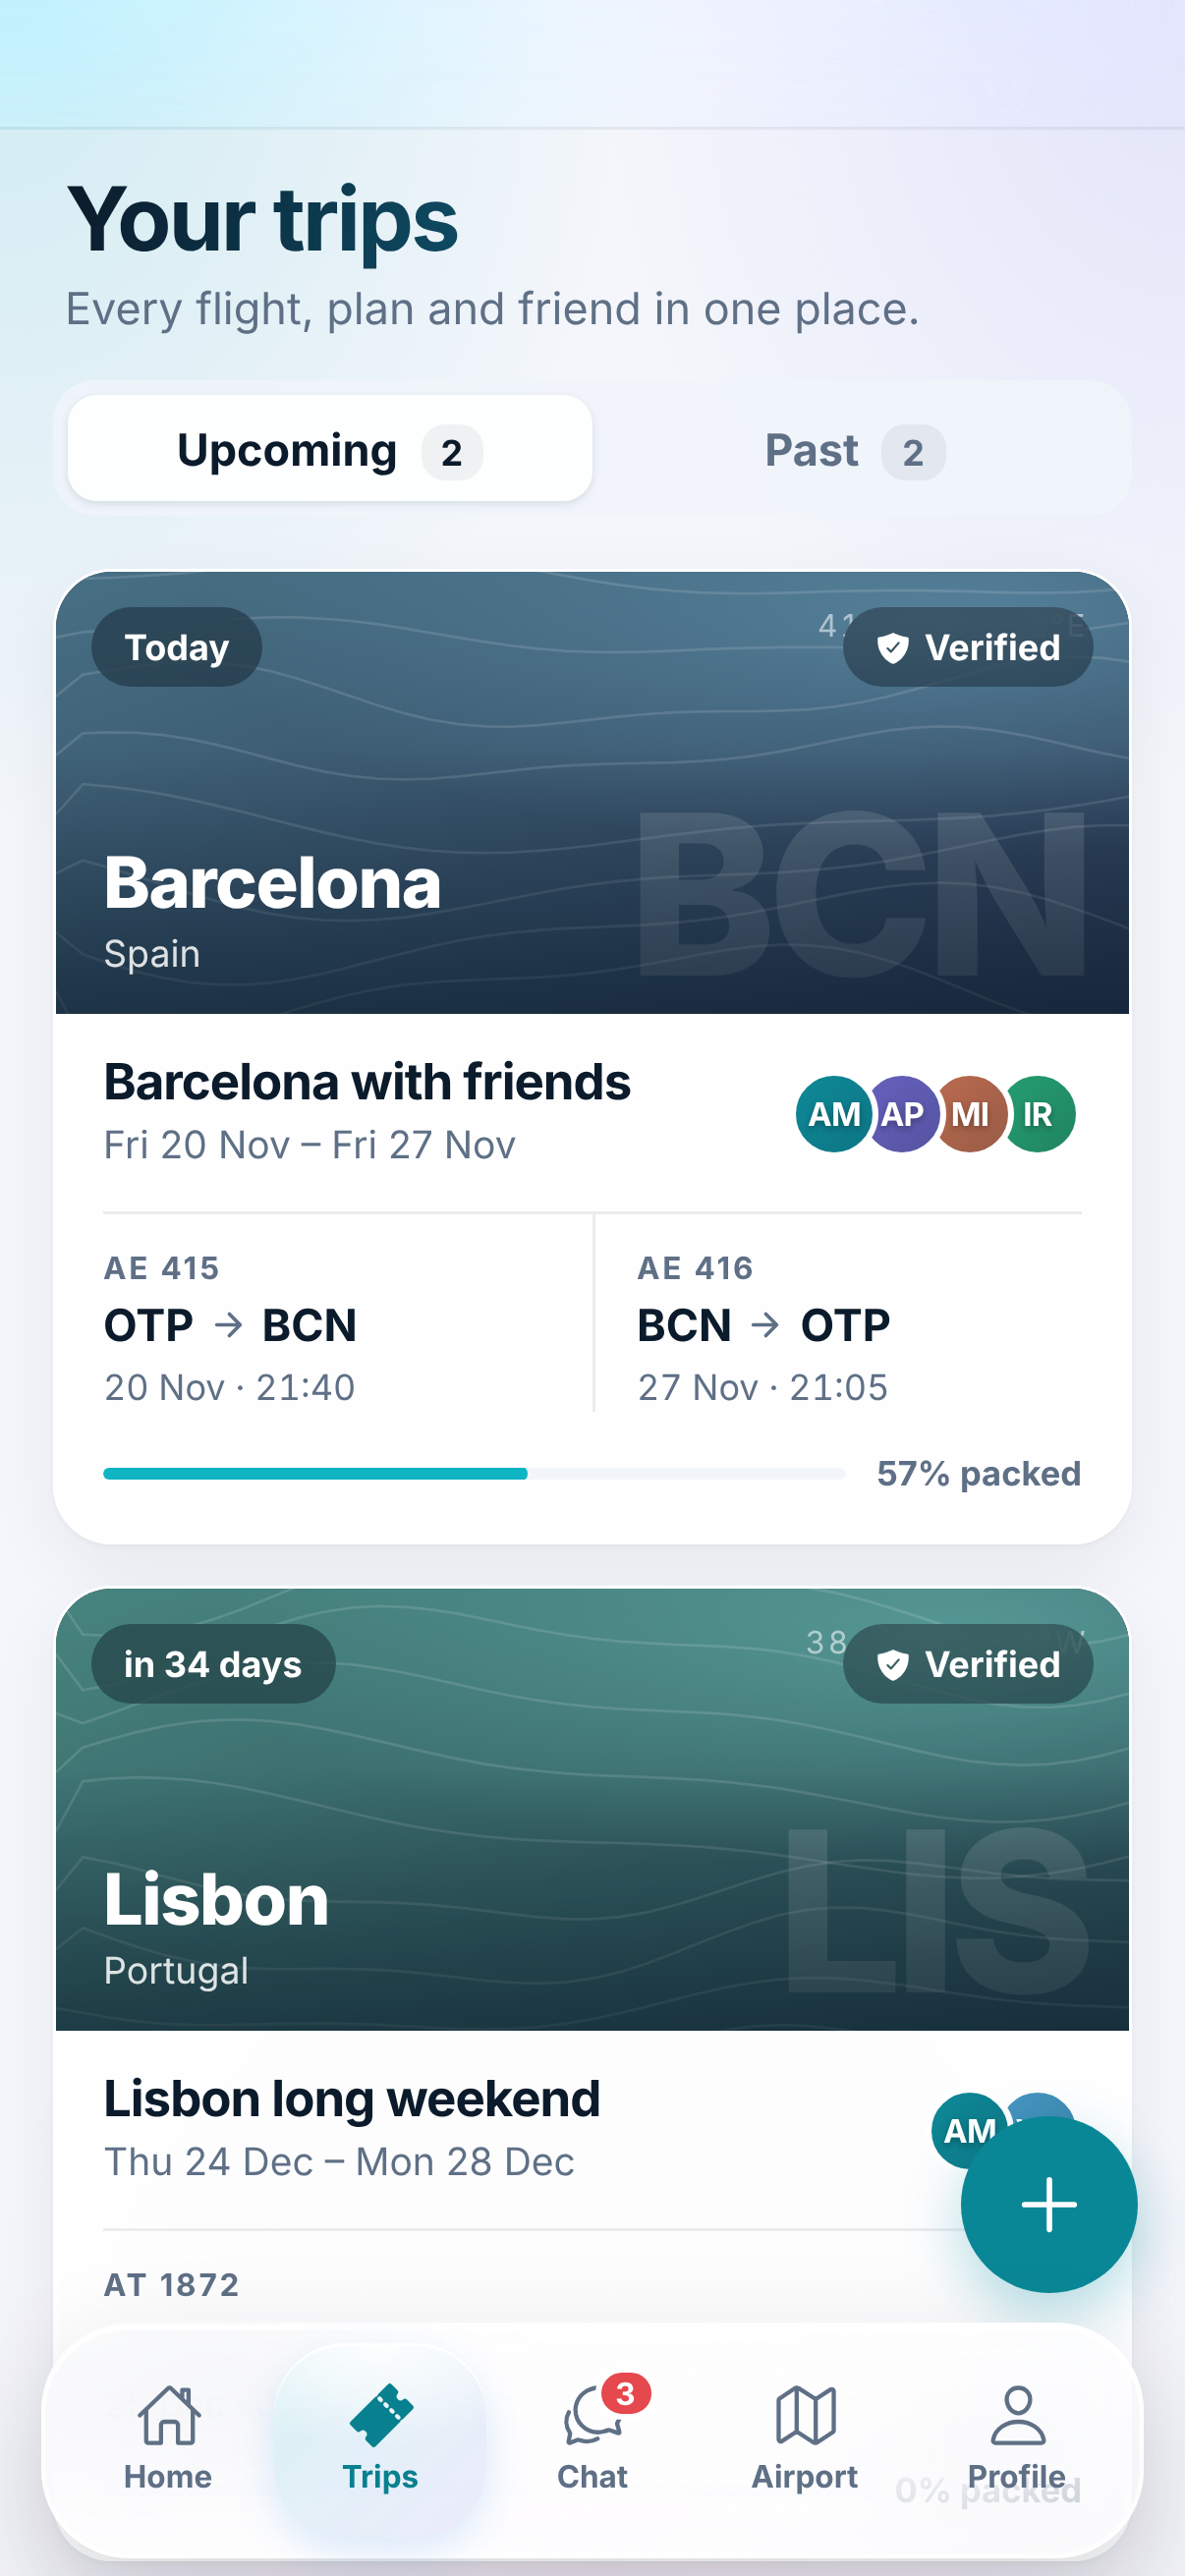 Your trips
Every flight, plan and friend in one place.
Upcoming 2
Past 2
Today
Verified
BCN
Barcelona
Spain
Barcelona with friends
Fri 20 Nov – Fri 27 Nov
AM AP MI IR
AE 415
OTP → BCN
20 Nov · 21:40
AE 416
BCN → OTP
27 Nov · 21:05
57% packed
in 34 days
38
Verified
W
LIS
Lisbon
Portugal
Lisbon long weekend
Thu 24 Dec – Mon 28 Dec
AM
AT 1872
3
Home
Trips
Chat
Airport
Profile
0% packed